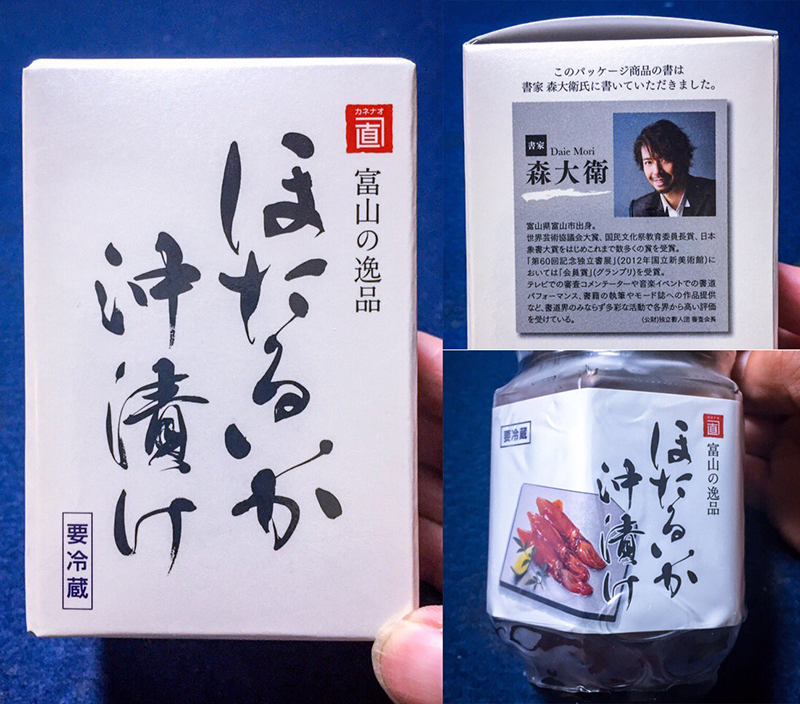 カネナオ
直
富山の逸品
ほたるいか
沖漬け
要冷蔵
このパッケージ商品の書は
書家 森大衛氏に書いていただきました。
書家
Daie Mori
森大衛
富山県富山市出身。
世界芸術協議会大賞、国民文化祭教育委員長賞、日本
象書大賞をはじめこれまで数多くの賞を受賞。
「第60回記念独立書展」(2012年国立新美術館)に
おいては「会員賞」(グランプリ)を受賞。
テレビでの審査コメンテーターや音楽イベントでの書道
パフォーマンス、書籍の執筆やモード誌への作品提供
など、書道界のみならず多彩な活動で各界から高い評価
を受けている。
(公財)独立書人団 審査会員
カネナオ
直
富山の逸品
ほたるいか
沖漬け
要冷蔵